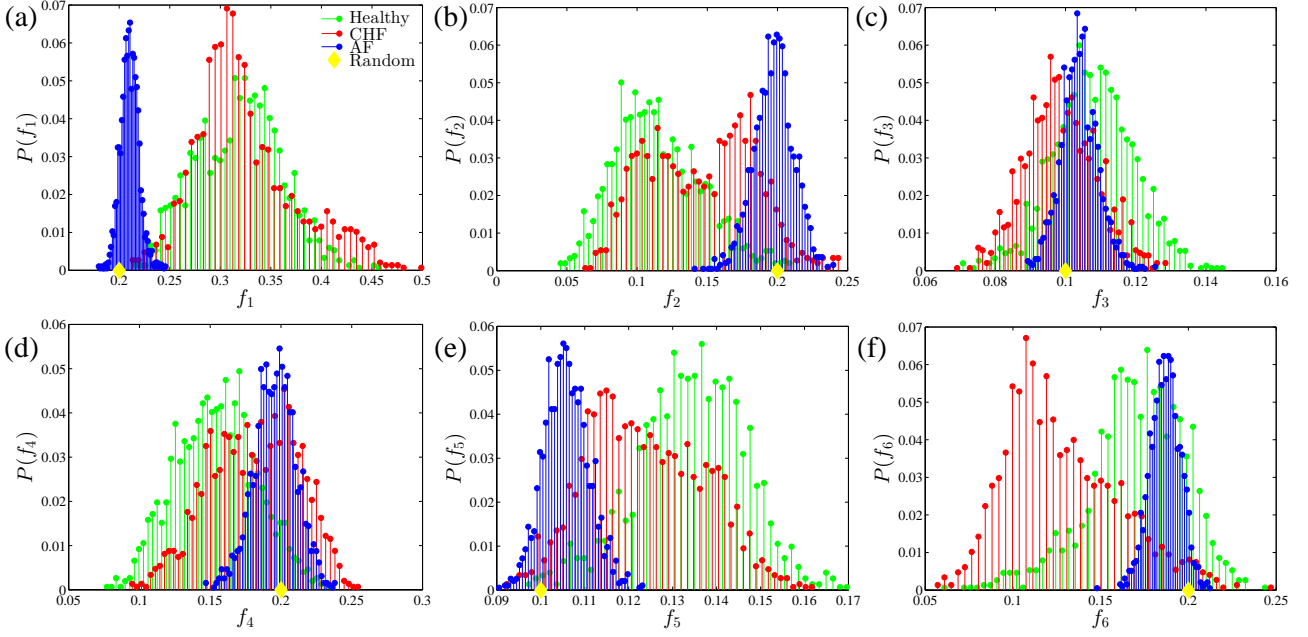 (a)
0.07
0.06
0.05
0.04
0.03
0.02
0.01
0
0.2 0.25 0.3 0.35 0.4 0.45 0.5
P(f1)
f1
Healthy
CHF
AF
Random
(b)
0.08
0.07
0.06
0.05
0.04
0.03
0.02
0.01
0
0 0.05 0.1 0.15 0.2 0.25
P(f2)
f2
(c)
0.07
0.06
0.05
0.04
0.03
0.02
0.01
0
0.06 0.08 0.1 0.12 0.14 0.16
P(f3)
f3
(d)
0.06
0.05
0.04
0.03
0.02
0.01
0
0.05 0.1 0.15 0.2 0.25 0.3
P(f4)
f4
(e)
0.06
0.05
0.04
0.03
0.02
0.01
0
0.09 0.1 0.11 0.12 0.13 0.14 0.15 0.16 0.17
P(f5)
f5
(f)
0.07
0.06
0.05
0.04
0.03
0.02
0.01
0
0.05 0.1 0.15 0.2 0.25
P(f6)
f6